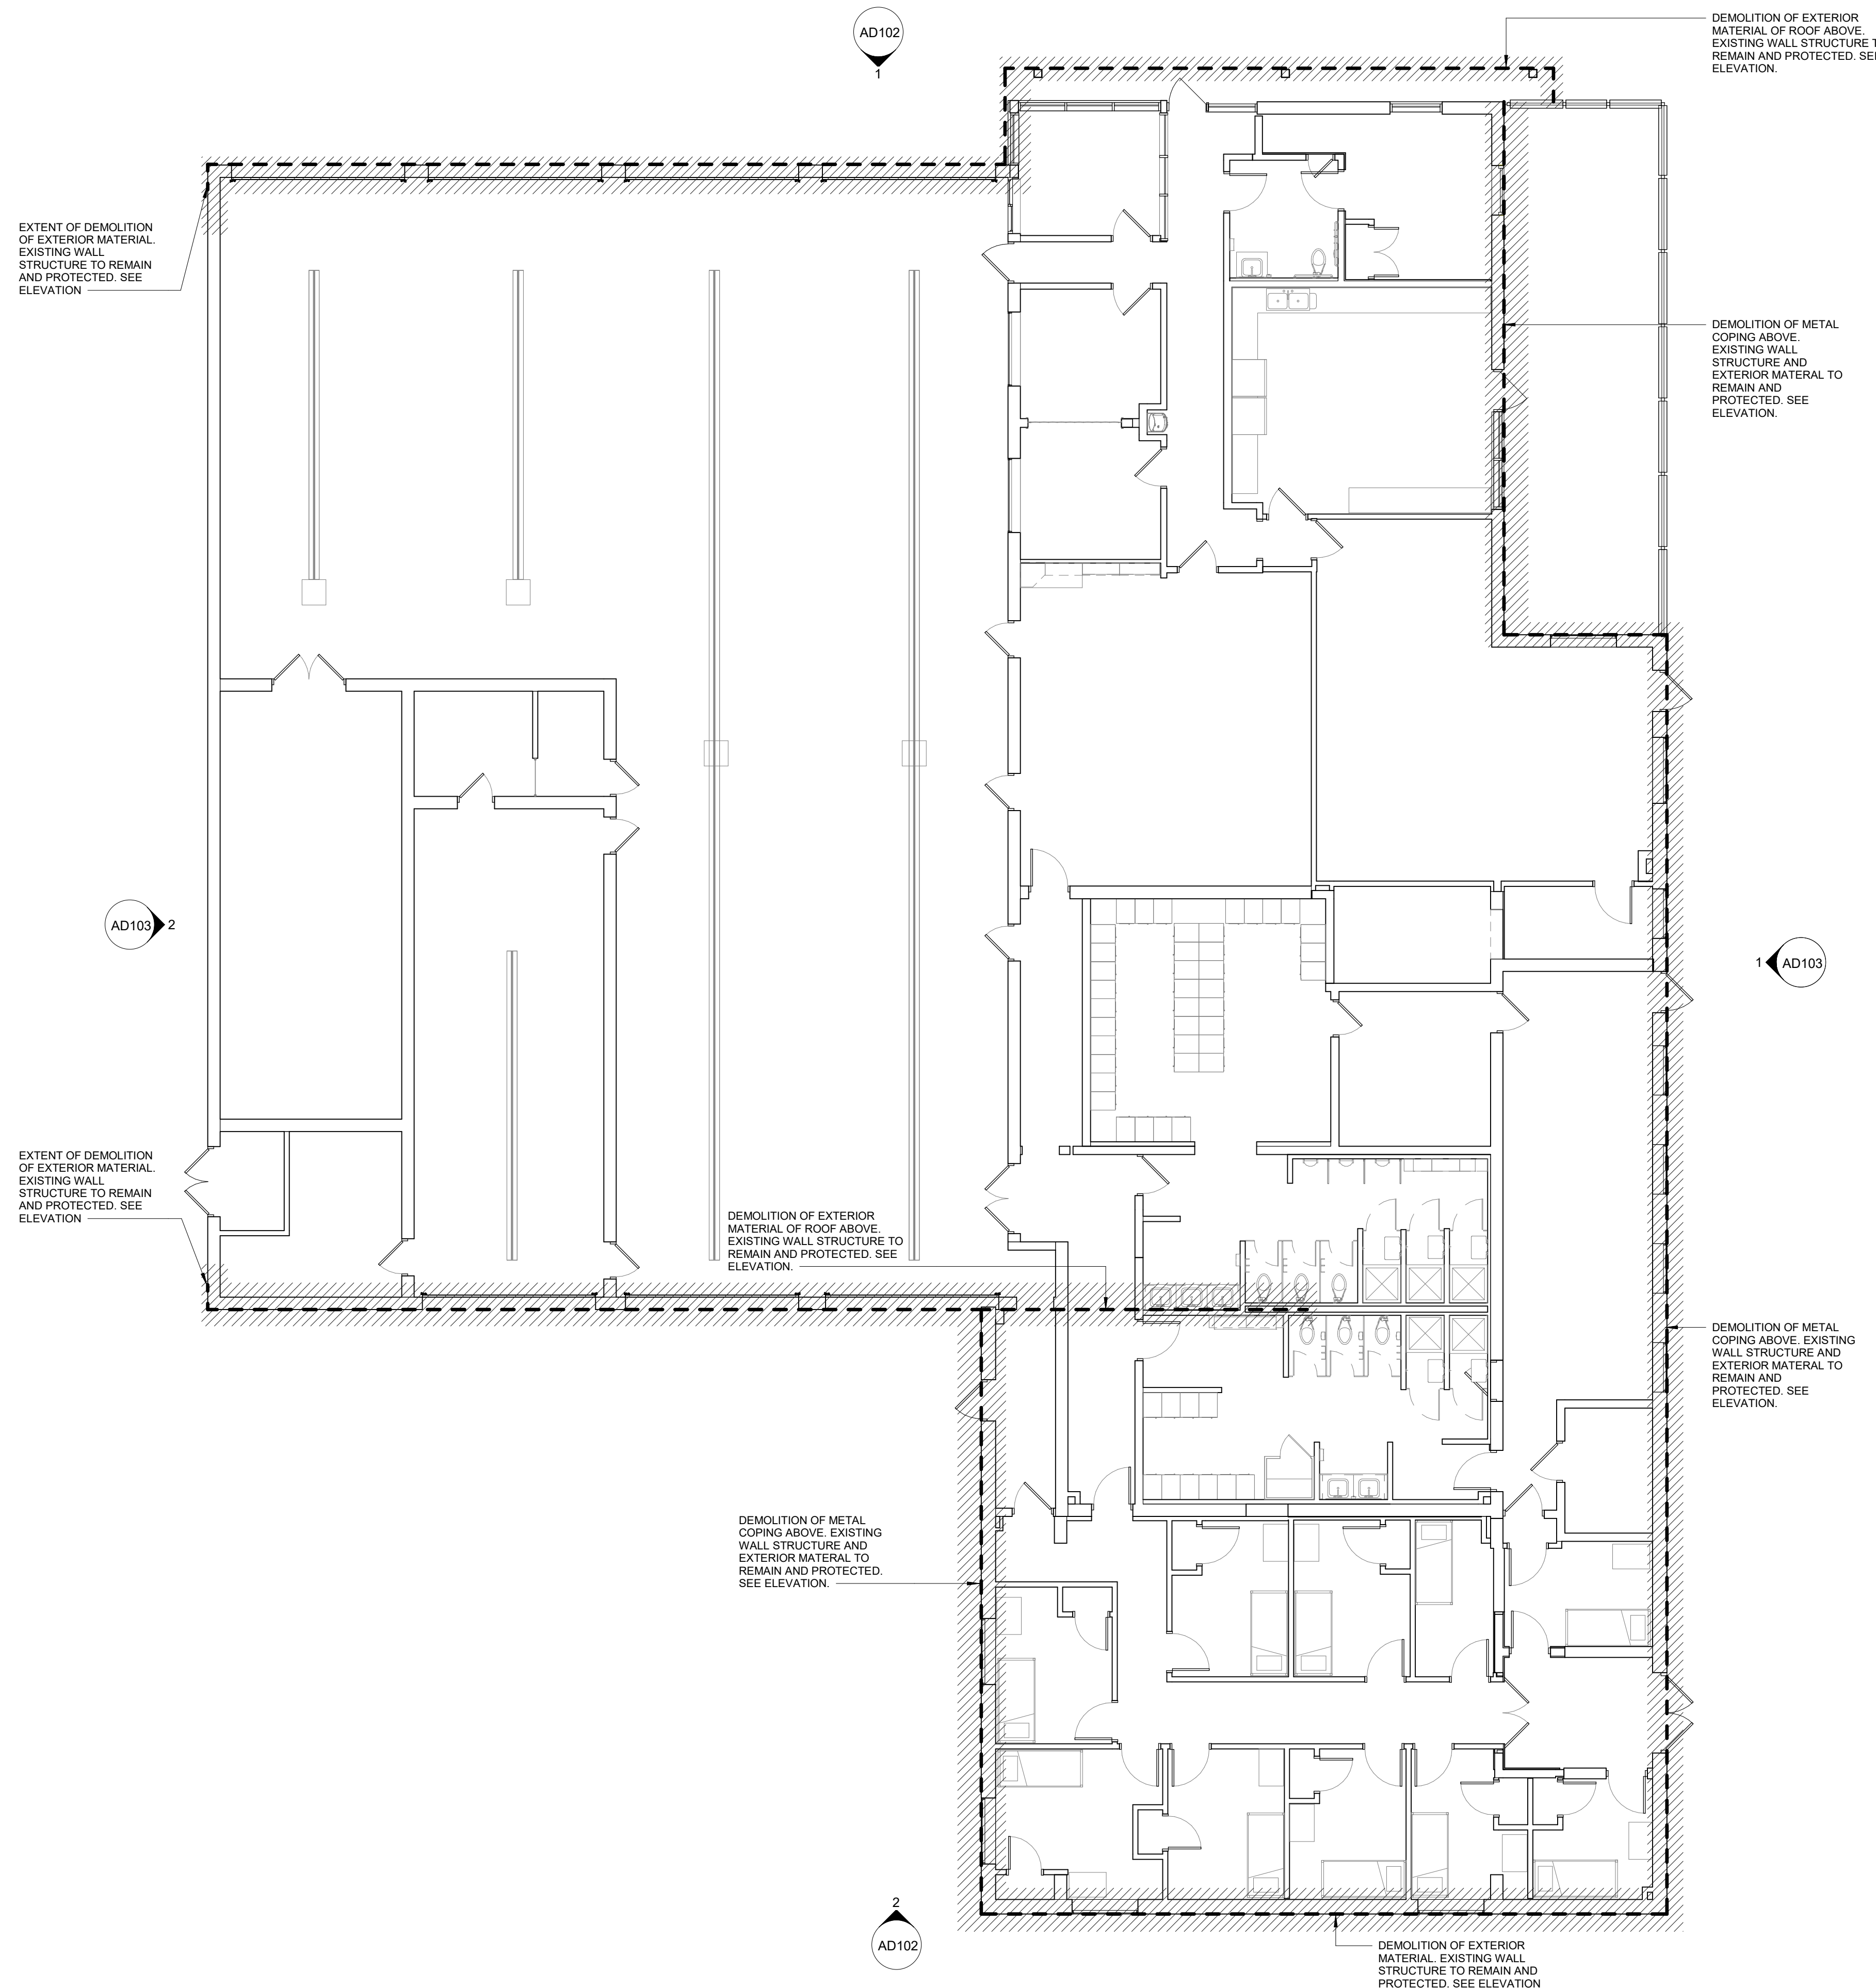 AD102
1
DEMOLITION OF EXTERIOR
MATERIAL OF ROOF ABOVE.
EXISTING WALL STRUCTURE
REMAIN AND PROTECTED.
ELEVATION.
EXTENT OF DEMOLITION
OF EXTERIOR MATERIAL.
EXISTING WALL
STRUCTURE TO REMAIN
AND PROTECTED. SEE
ELEVATION
DEMOLITION OF METAL
COPING ABOVE.
EXISTING WALL
STRUCTURE AND
EXTERIOR MATERAL TO
REMAIN AND
PROTECTED. SEE
ELEVATION.
AD103
2
1
AD103
EXTENT OF DEMOLITION
OF EXTERIOR MATERIAL.
EXISTING WALL
STRUCTURE TO REMAIN
AND PROTECTED. SEE
ELEVATION
DEMOLITION OF EXTERIOR
MATERIAL OF ROOF ABOVE.
EXISTING WALL STRUCTURE TO
REMAIN AND PROTECTED. SEE
ELEVATION.
DEMOLITION OF METAL
COPING ABOVE. EXISTING
WALL STRUCTURE AND
EXTERIOR MATERAL TO
REMAIN AND
PROTECTED. SEE
ELEVATION.
DEMOLITION OF METAL
COPING ABOVE. EXISTING
WALL STRUCTURE AND
EXTERIOR MATERAL TO
REMAIN AND PROTECTED.
SEE ELEVATION.
2
AD102
DEMOLITION OF EXTERIOR
MATERIAL. EXISTING WALL
STRUCTURE TO REMAIN AND
PROTECTED. SEE ELEVATION